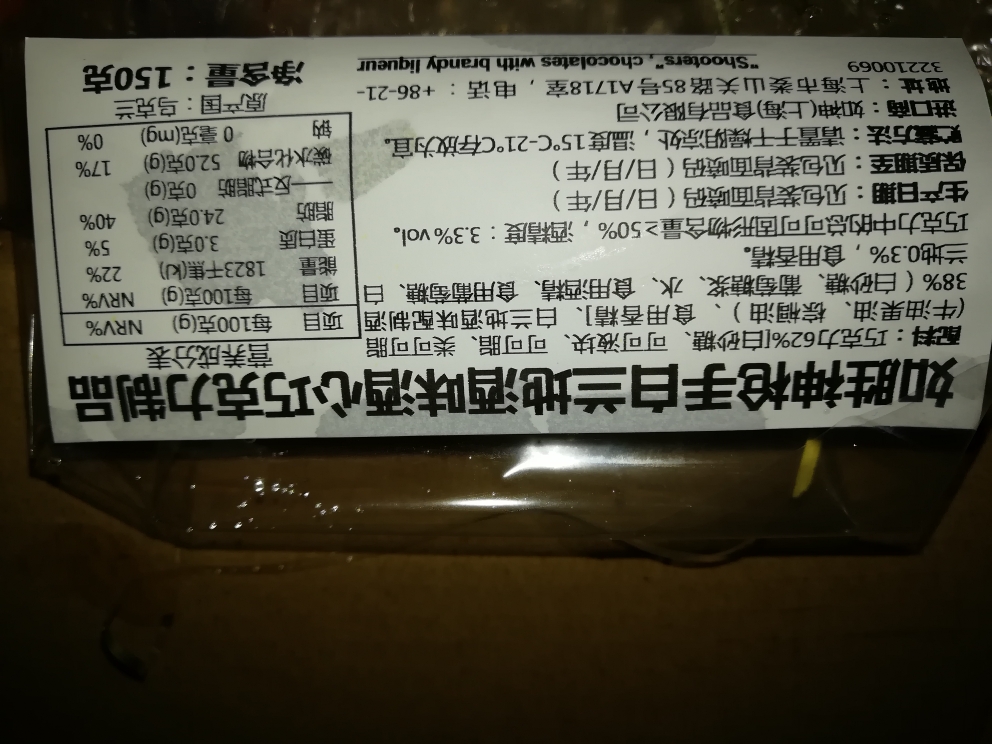 如胜神枪手白兰地酒味酒心巧克力制品
配料：巧克力62%[白砂糖、可可液块、可可脂、类可可脂
(牛油果油、棕榈油)、食用香精]、白兰地酒味配制酒
38%(白砂糖、葡萄糖浆、水、食用酒精、食用葡萄糖、白
兰地0.3%，食用香精。
巧克力中的总可可固形物含量≥50%，酒精度：3.3%vol。
生产日期：见包装背面喷码(日/月/年)
保质期至：见包装背面喷码(日/月/年)
贮藏方法：请置于干燥阴凉处，温度15°C-21°C存放为宜。
进口商：如神(上海)食品有限公司
地址：上海市娄山关路85号A1718室，电话：+86-21-
32210069
"Shooters", chocolates with brandy liqueur
营养成分表
项目 每100克(g) NRV%
项目 每100克(g) NRV%
能量 1823千焦(kJ) 22%
蛋白质 3.0克(g) 5%
脂肪 24.0克(g) 40%
——反式脂肪 0克(g)
碳水化合物 52.0克(g) 17%
钠 0毫克(mg) 0%
原产国：乌克兰
净含量：150克